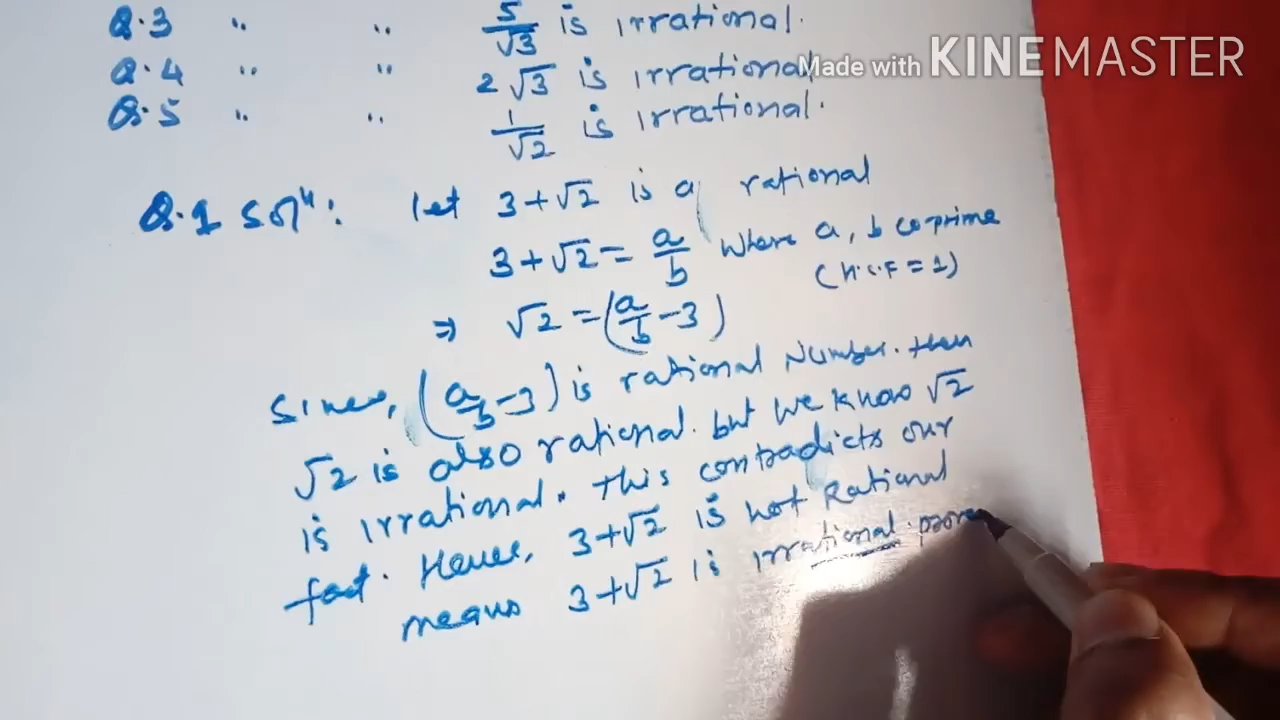 Q.3 " " 5/√3 is irrational.
Made with KINEMASTER
Q.4 " " 2√3 is irrational.
Q.5 " " 1/√2 is irrational.
Q.1 Solⁿ: let 3+√2 is a rational
3+√2 = a/b where a, b coprime
(H.C.F = 1)
⇒ √2 = (a/b - 3)
Since, (a/b - 3) is rational Number. then
√2 is also rational. but we know √2
is irrational. This contradicts our
fact. Hence, 3+√2 is not Rational
means 3+√2 is irrational